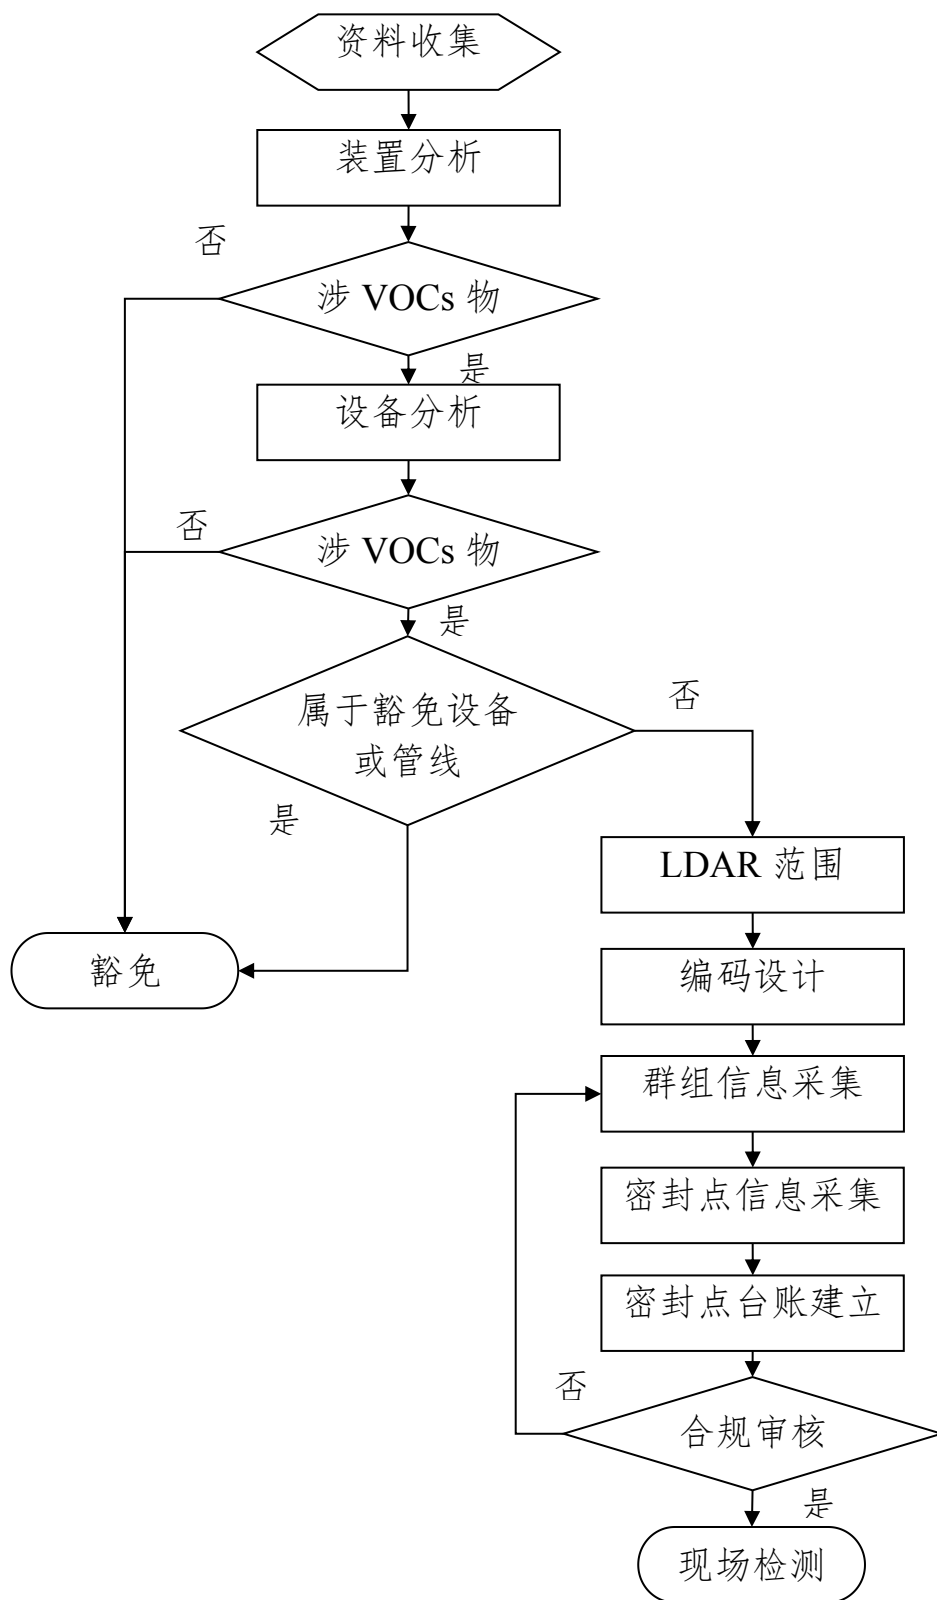 资料收集
装置分析
否
涉 VOCs 物
是
设备分析
否
涉 VOCs 物
是
属于豁免设备
或管线
否
是
LDAR 范围
豁免
编码设计
群组信息采集
密封点信息采集
密封点台账建立
否
合规审核
是
现场检测